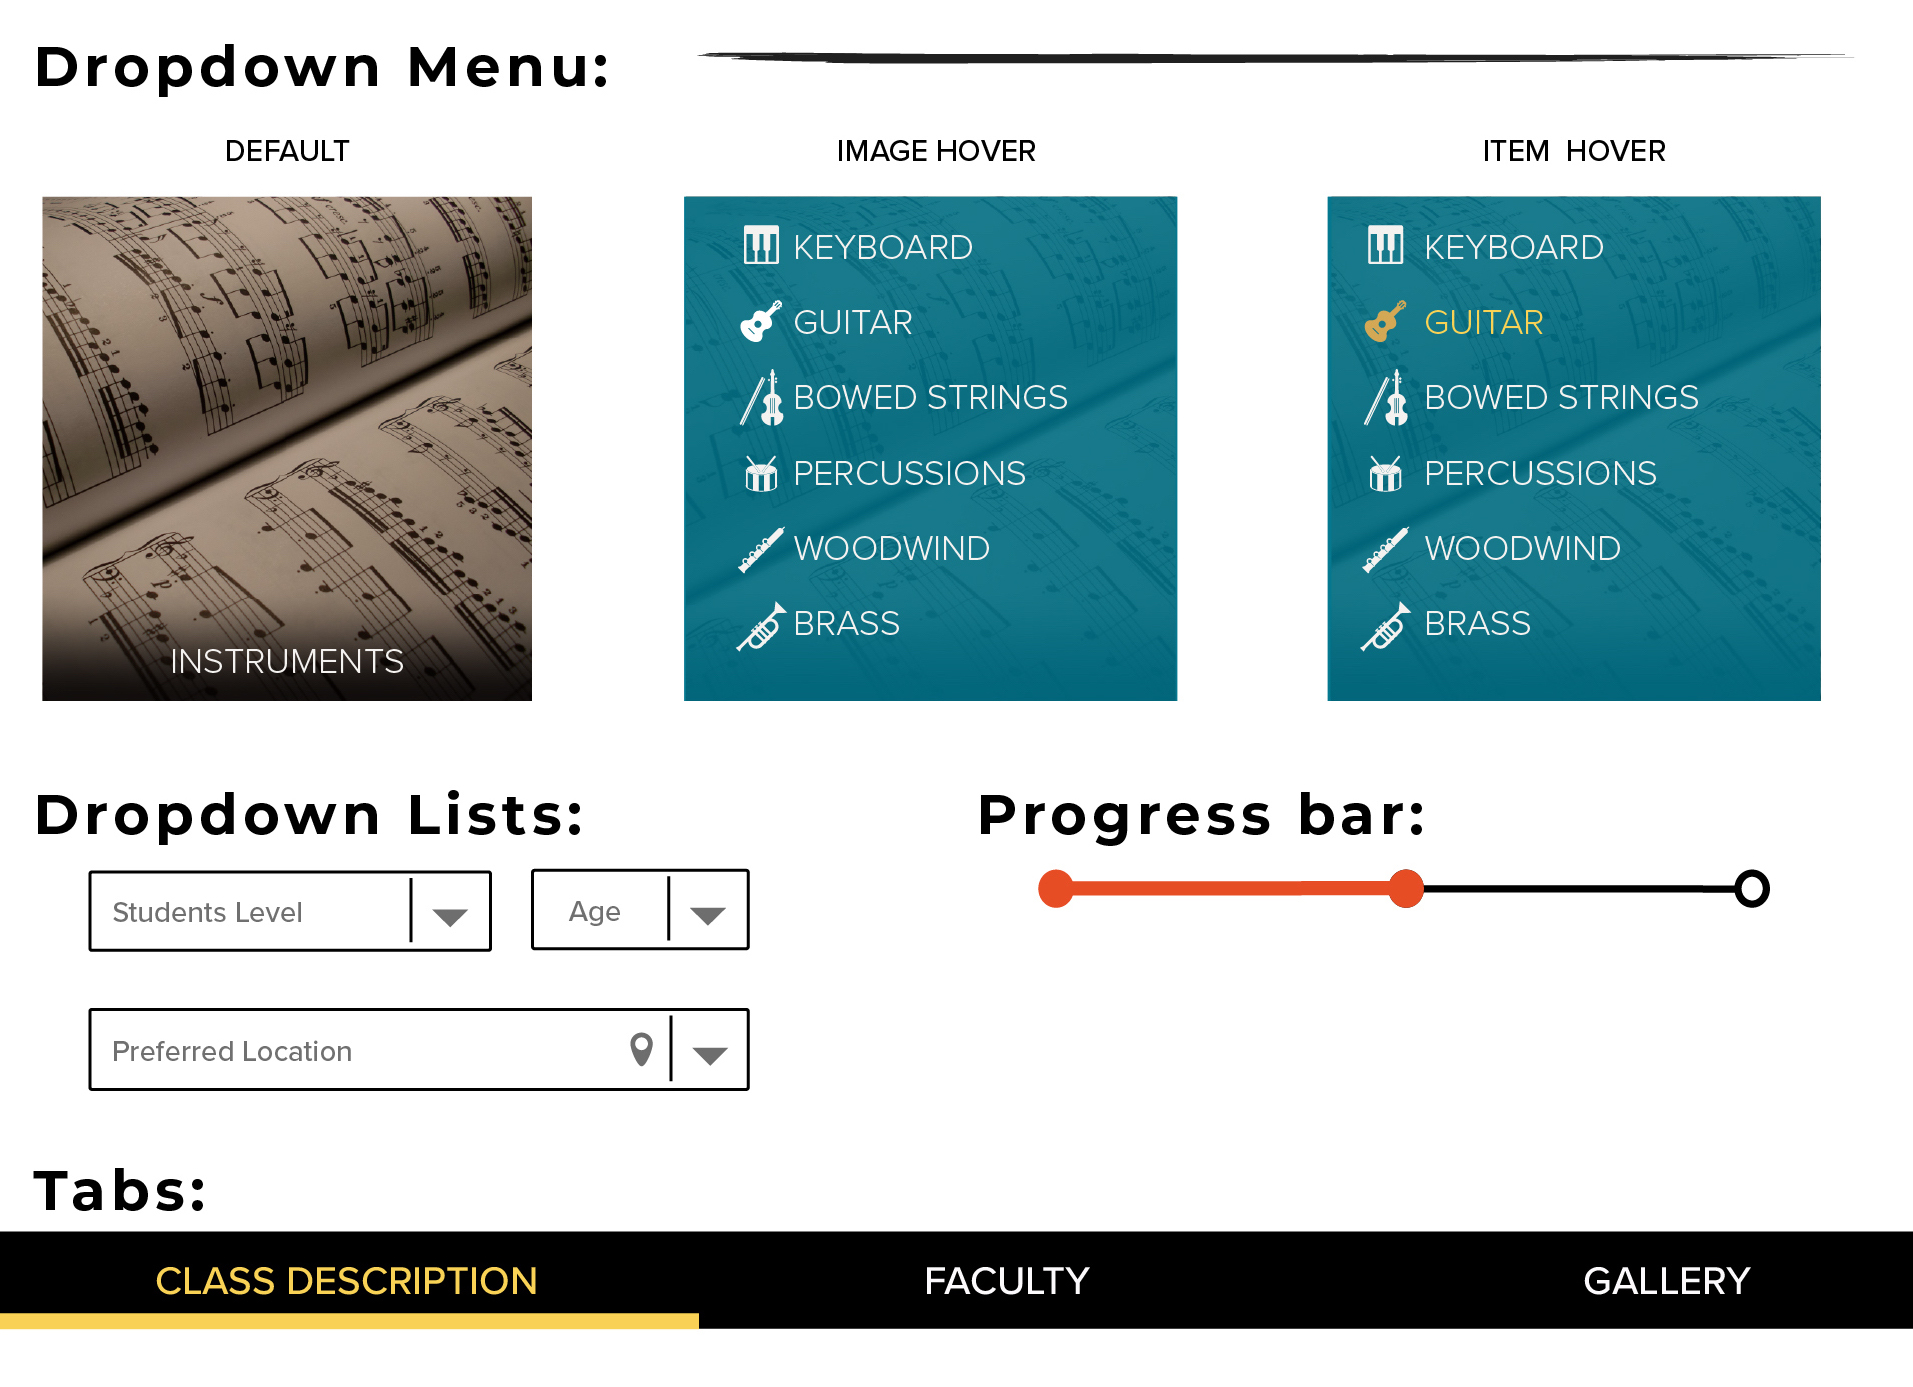 Dropdown Menu:
DEFAULT
IMAGE HOVER
ITEM HOVER
INSTRUMENTS
KEYBOARD
GUITAR
BOWED STRINGS
PERCUSSIONS
WOODWIND
BRASS
KEYBOARD
GUITAR
BOWED STRINGS
PERCUSSIONS
WOODWIND
BRASS
Dropdown Lists:
Students Level
Age
Preferred Location
Progress bar:
Tabs:
CLASS DESCRIPTION
FACULTY
GALLERY